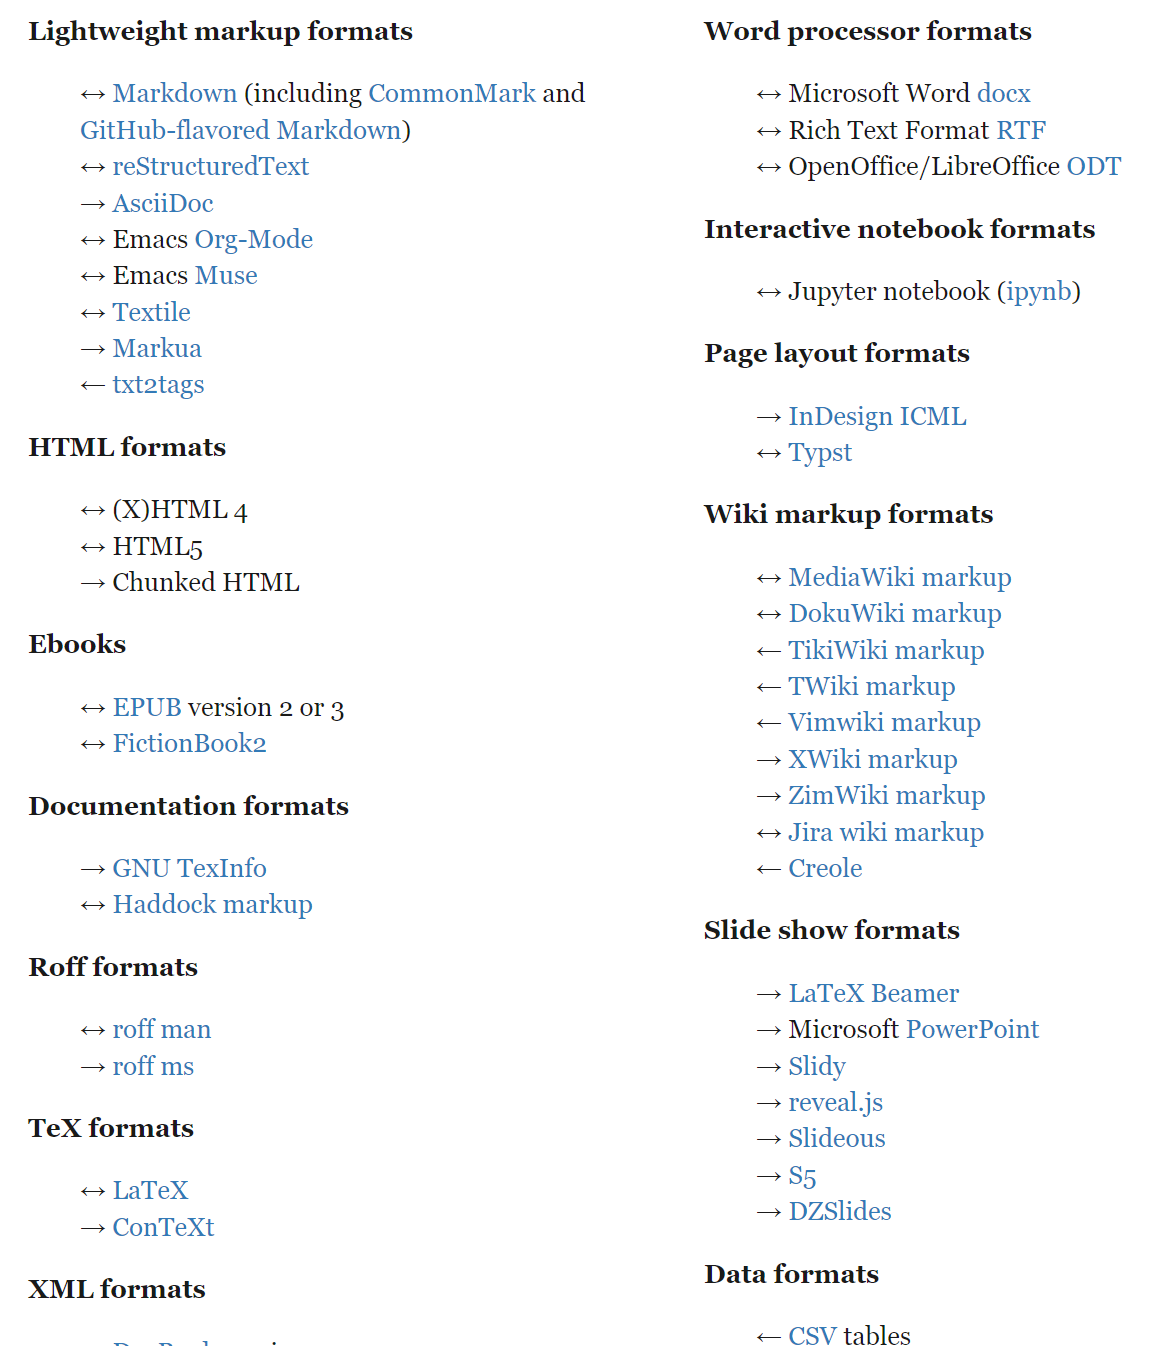 Lightweight markup formats
↔ Markdown (including CommonMark and
GitHub-flavored Markdown)
↔ reStructuredText
→ AsciiDoc
↔ Emacs Org-Mode
↔ Emacs Muse
↔ Textile
→ Markua
← txt2tags
HTML formats
↔ (X)HTML 4
↔ HTML5
→ Chunked HTML
Ebooks
↔ EPUB version 2 or 3
↔ FictionBook2
Documentation formats
→ GNU TexInfo
↔ Haddock markup
Roff formats
↔ roff man
→ roff ms
TeX formats
↔ LaTeX
→ ConTeXt
XML formats
Word processor formats
↔ Microsoft Word docx
↔ Rich Text Format RTF
↔ OpenOffice/LibreOffice ODT
Interactive notebook formats
↔ Jupyter notebook (ipynb)
Page layout formats
→ InDesign ICML
↔ Typst
Wiki markup formats
↔ MediaWiki markup
↔ DokuWiki markup
← TikiWiki markup
← TWiki markup
← Vimwiki markup
→ XWiki markup
→ ZimWiki markup
↔ Jira wiki markup
← Creole
Slide show formats
→ LaTeX Beamer
→ Microsoft PowerPoint
→ Slidy
→ reveal.js
→ Slideous
→ S5
→ DZSlides
Data formats
← CSV tables